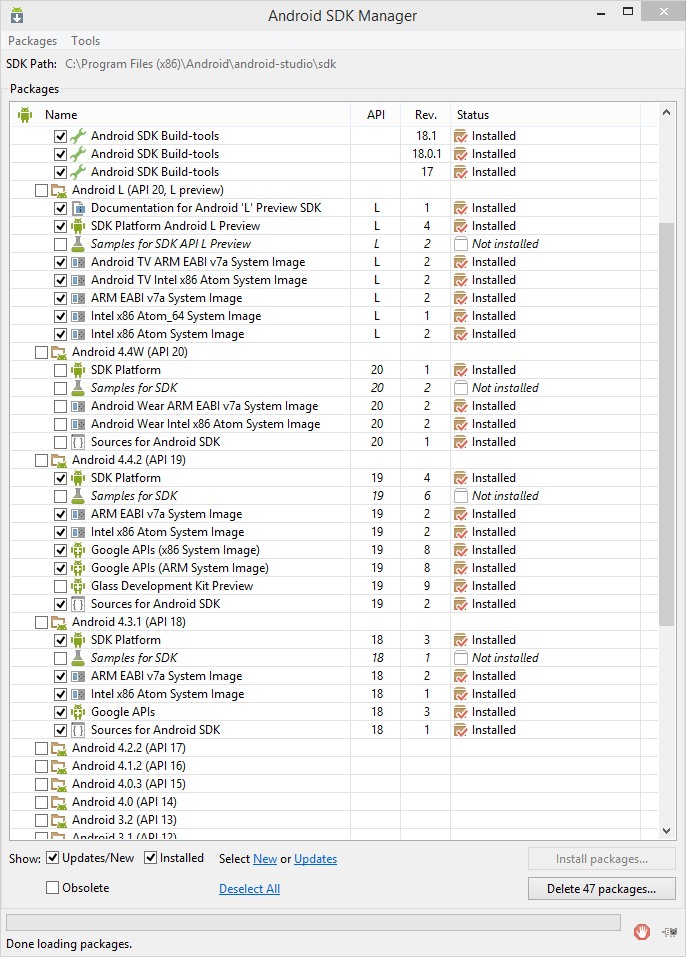 Android SDK Manager
Packages Tools
SDK Path: C:\Program Files (x86)\Android\android-studio\sdk
Packages
Name API Rev. Status
Android SDK Build-tools 18.1 Installed
Android SDK Build-tools 18.0.1 Installed
Android SDK Build-tools 17 Installed
Android L (API 20, L preview)
Documentation for Android 'L' Preview SDK L 1 Installed
SDK Platform Android L Preview L 4 Installed
Samples for SDK API L Preview L 2 Not installed
Android TV ARM EABI v7a System Image L 2 Installed
Android TV Intel x86 Atom System Image L 2 Installed
ARM EABI v7a System Image L 2 Installed
Intel x86 Atom_64 System Image L 1 Installed
Intel x86 Atom System Image L 2 Installed
Android 4.4W (API 20)
SDK Platform 20 1 Installed
Samples for SDK 20 2 Not installed
Android Wear ARM EABI v7a System Image 20 2 Installed
Android Wear Intel x86 Atom System Image 20 2 Installed
Sources for Android SDK 20 1 Installed
Android 4.4.2 (API 19)
SDK Platform 19 4 Installed
Samples for SDK 19 6 Not installed
ARM EABI v7a System Image 19 2 Installed
Intel x86 Atom System Image 19 2 Installed
Google APIs (x86 System Image) 19 8 Installed
Google APIs (ARM System Image) 19 8 Installed
Glass Development Kit Preview 19 9 Installed
Sources for Android SDK 19 2 Installed
Android 4.3.1 (API 18)
SDK Platform 18 3 Installed
Samples for SDK 18 1 Not installed
ARM EABI v7a System Image 18 2 Installed
Intel x86 Atom System Image 18 1 Installed
Google APIs 18 3 Installed
Sources for Android SDK 18 1 Installed
Android 4.2.2 (API 17)
Android 4.1.2 (API 16)
Android 4.0.3 (API 15)
Android 4.0 (API 14)
Android 3.2 (API 13)
Android 3.1 (API 12)
Show: Updates/New Installed Select New or Updates Install packages...
Obsolete Deselect All Delete 47 packages...
Done loading packages.